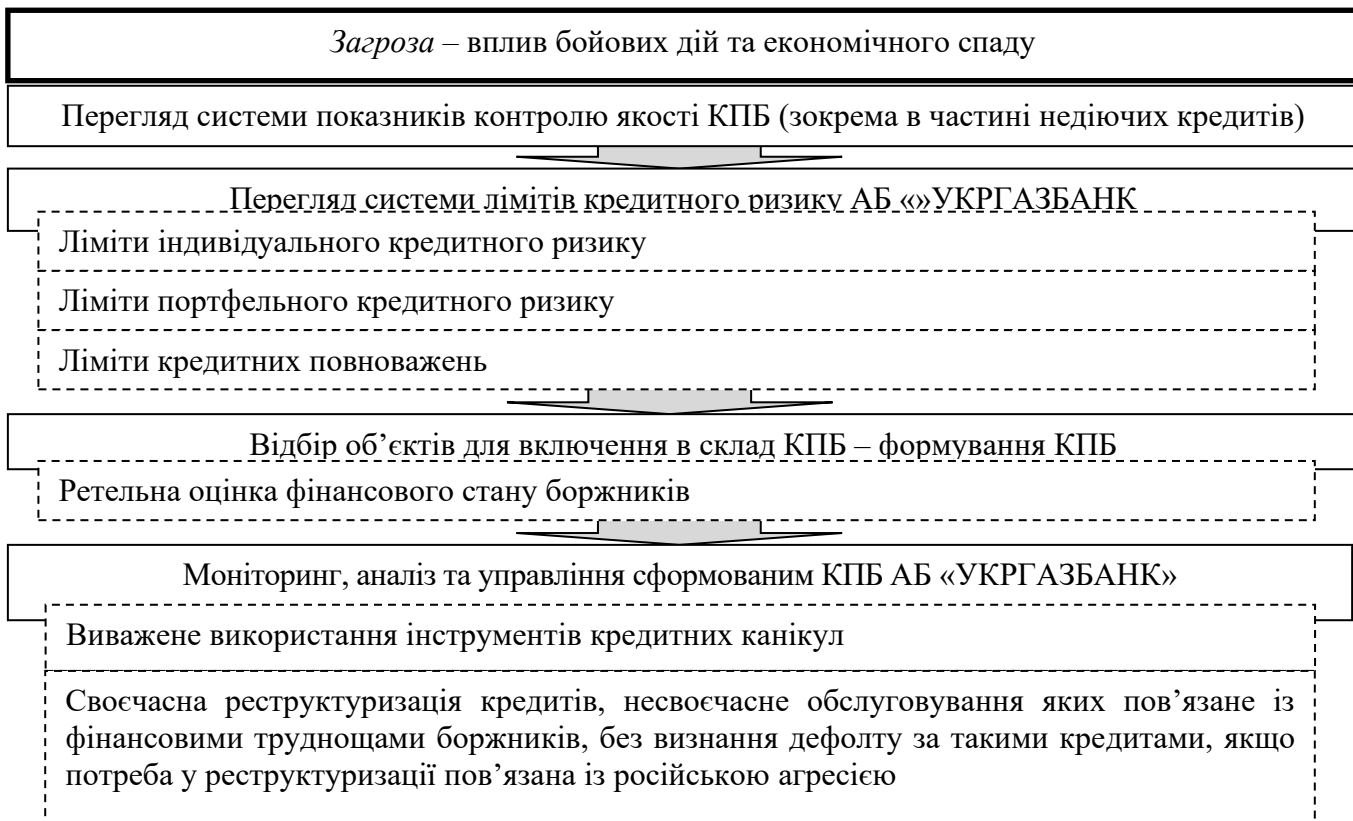 Загроза – вплив бойових дій та економічного спаду
Перегляд системи показників контролю якості КПБ (зокрема в частині недіючих кредитів)
Перегляд системи лімітів кредитного ризику АБ «»УКРГАЗБАНК
Ліміти індивідуального кредитного ризику
Ліміти портфельного кредитного ризику
Ліміти кредитних повноважень
Відбір об’єктів для включення в склад КПБ – формування КПБ
Ретельна оцінка фінансового стану боржників
Моніторинг, аналіз та управління сформованим КПБ АБ «УКРГАЗБАНК»
Виважене використання інструментів кредитних канікул
Своєчасна реструктуризація кредитів, несвоєчасне обслуговування яких пов’язане із
фінансовими труднощами боржників, без визнання дефолту за такими кредитами, якщо
потреба у реструктуризації пов’язана із російською агресією